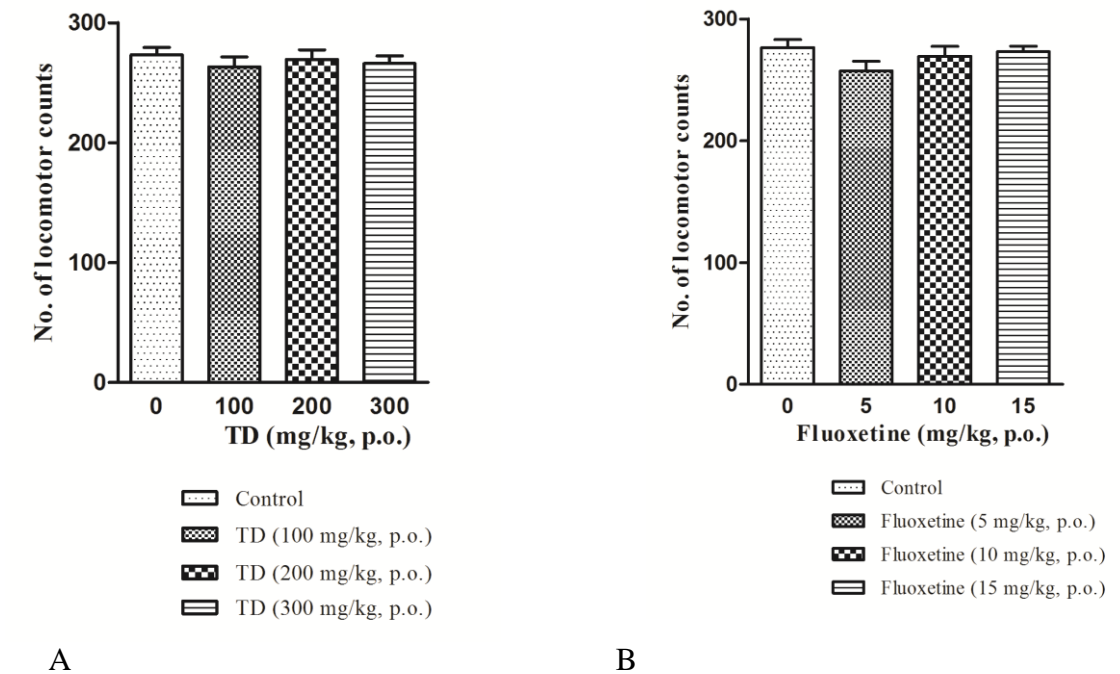 300
200
100
0
No. of locomotor counts
0 100 200 300
TD (mg/kg, p.o.)
Control
TD (100 mg/kg, p.o.)
TD (200 mg/kg, p.o.)
TD (300 mg/kg, p.o.)
A
300
200
100
0
No. of locomotor counts
0 5 10 15
Fluoxetine (mg/kg, p.o.)
Control
Fluoxetine (5 mg/kg, p.o.)
Fluoxetine (10 mg/kg, p.o.)
Fluoxetine (15 mg/kg, p.o.)
B